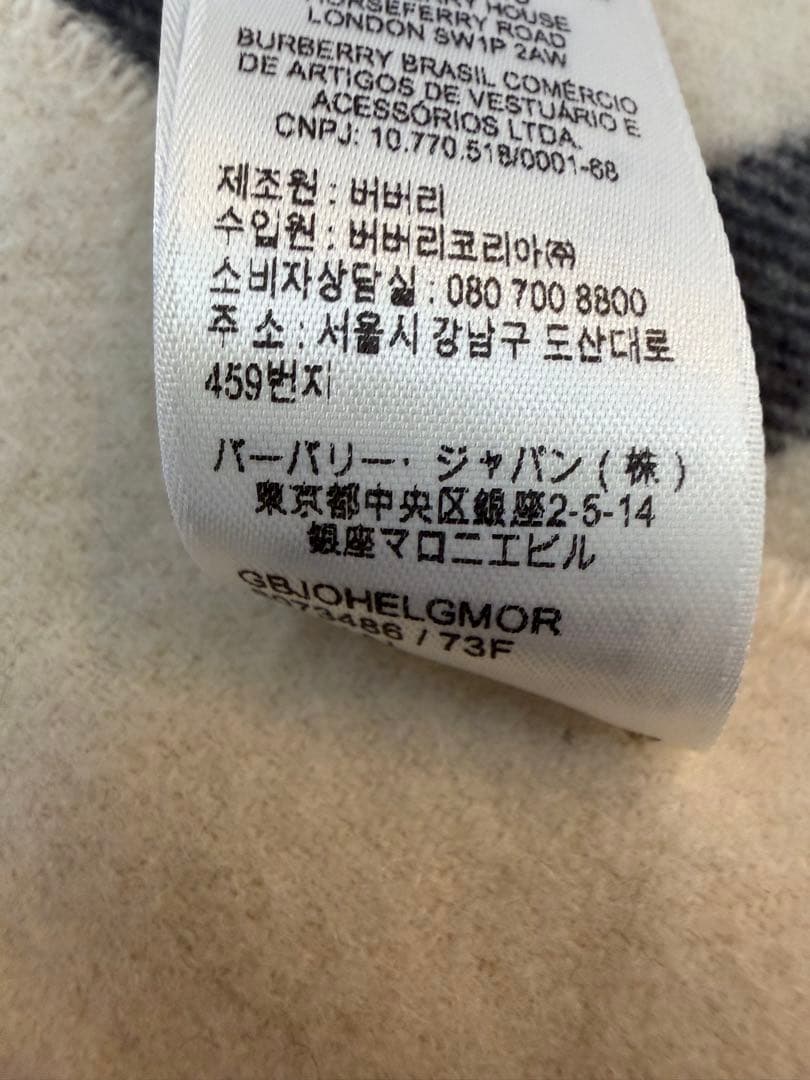 HOUSE
HORSEFERRY ROAD
LONDON SW1P 2AW
BURBERRY BRASIL COMÉRCIO
DE ARTIGOS DE VESTUÁRIO E
ACESSÓRIOS LTDA.
CNPJ: 10.770.518/0001-68
제조원 : 버버리
수입원 : 버버리코리아㈜
소비자상담실 : 080 700 8800
주 소 : 서울시 강남구 도산대로
459번지
バーバリー・ジャパン(株)
東京都中央区銀座2-5-14
銀座マロニエビル
GBJOHELGMOR
/ 73F